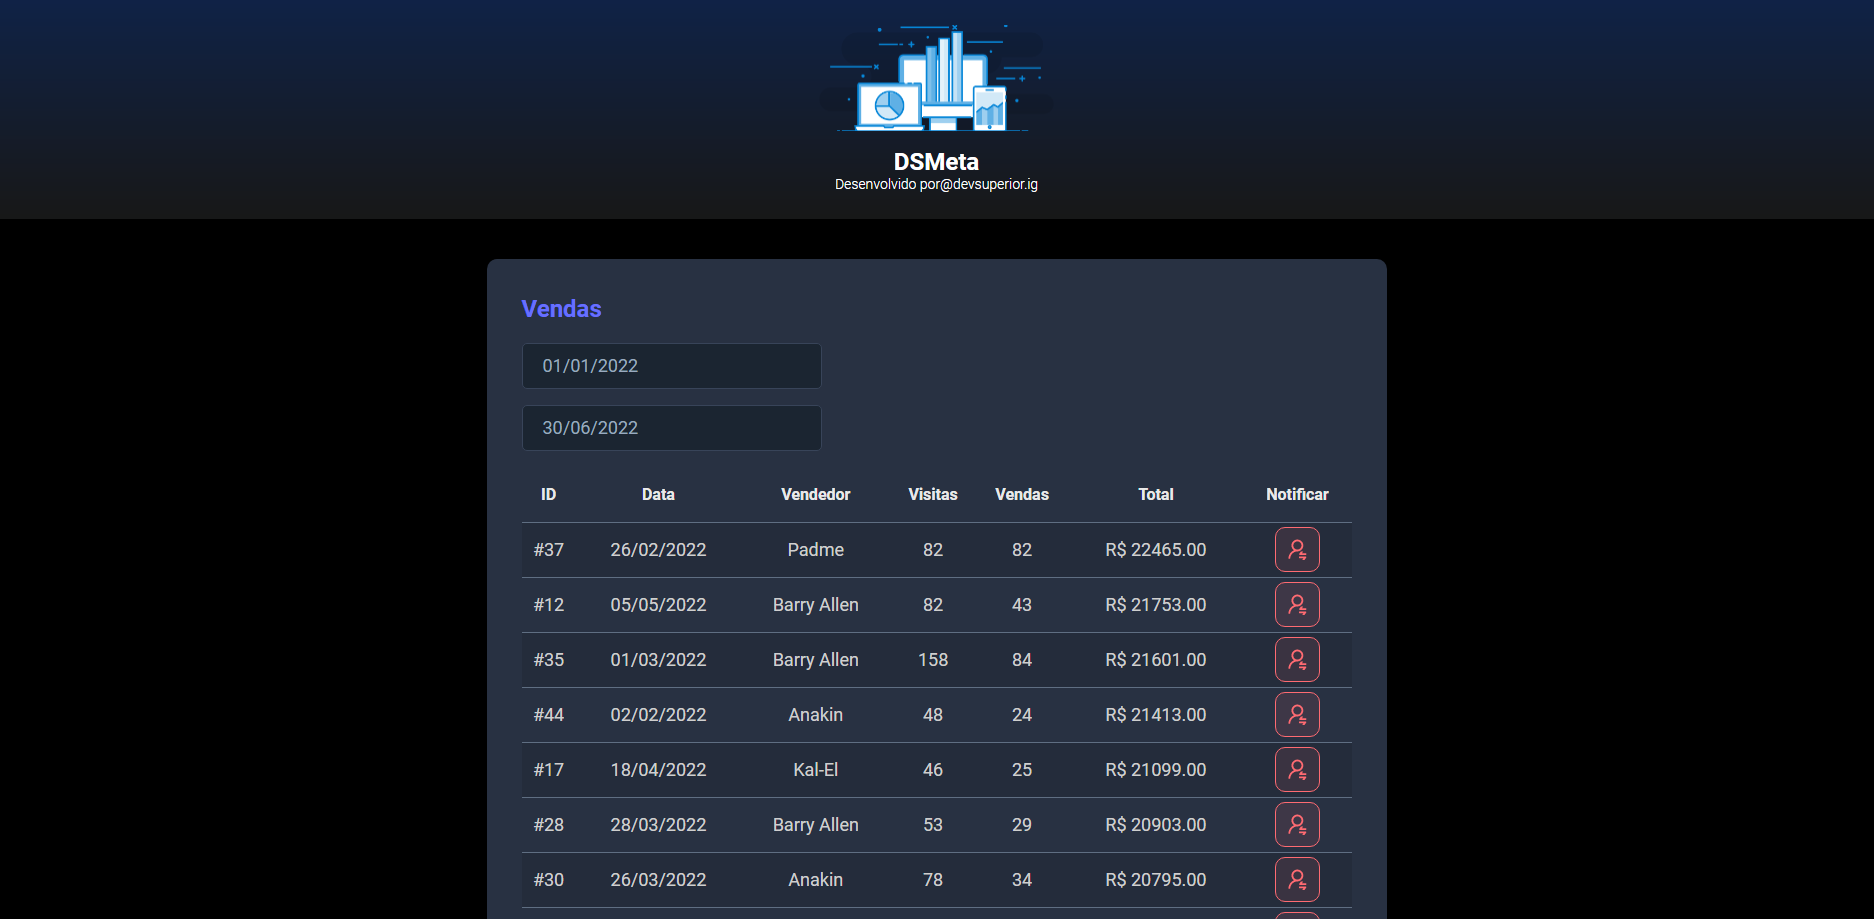 DSMeta
Desenvolvido por@devsuperior.ig
Vendas
01/01/2022
30/06/2022
ID Data Vendedor Visitas Vendas Total Notificar
#37 26/02/2022 Padme 82 82 R$ 22465.00
#12 05/05/2022 Barry Allen 82 43 R$ 21753.00
#35 01/03/2022 Barry Allen 158 84 R$ 21601.00
#44 02/02/2022 Anakin 48 24 R$ 21413.00
#17 18/04/2022 Kal-El 46 25 R$ 21099.00
#28 28/03/2022 Barry Allen 53 29 R$ 20903.00
#30 26/03/2022 Anakin 78 34 R$ 20795.00